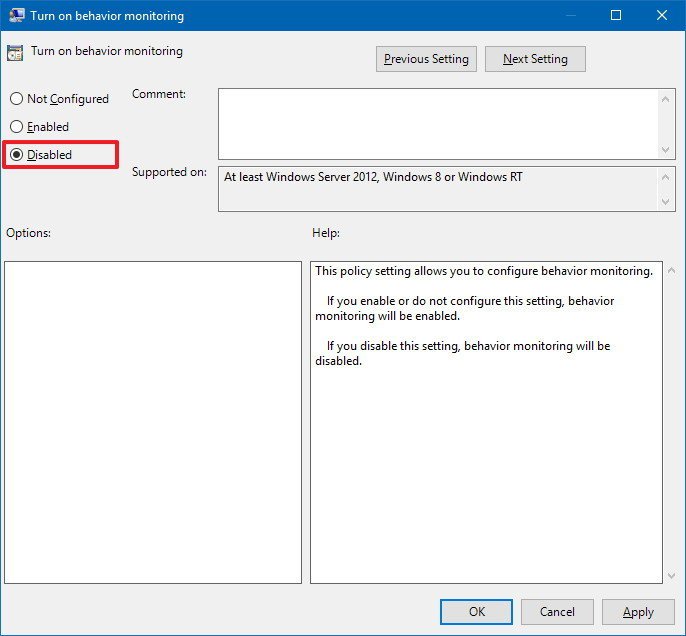 Turn on behavior monitoring
Turn on behavior monitoring
Previous Setting
Next Setting
Not Configured
Enabled
Disabled
Comment:
Supported on:
At least Windows Server 2012, Windows 8 or Windows RT
Options:
Help:
This policy setting allows you to configure behavior monitoring.
If you enable or do not configure this setting, behavior
monitoring will be enabled.
If you disable this setting, behavior monitoring will be
disabled.
OK
Cancel
Apply